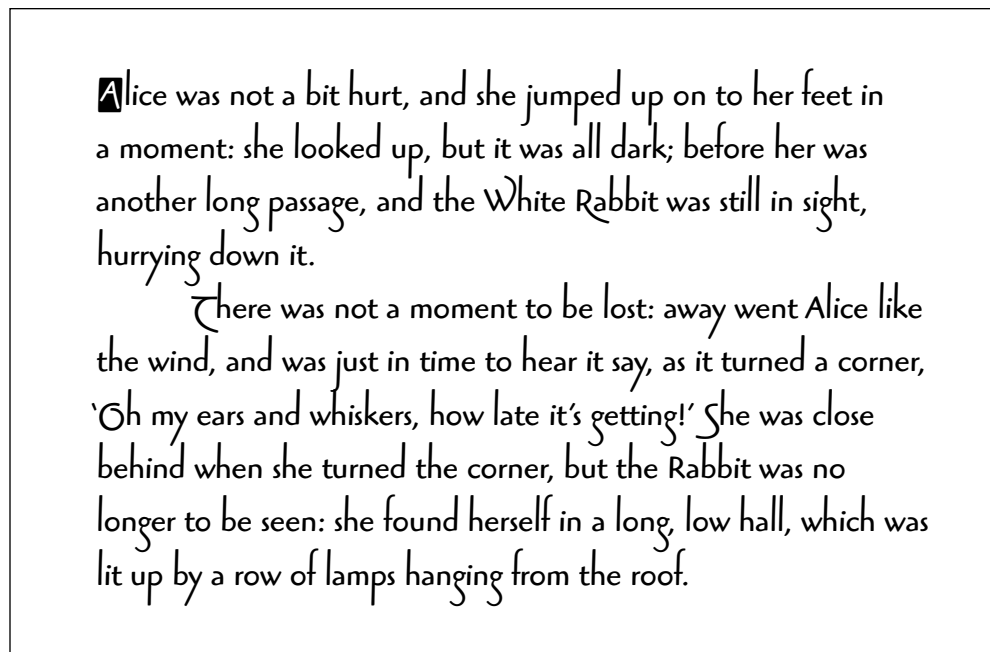 Alice was not a bit hurt, and she jumped up on to her feet in
a moment: she looked up, but it was all dark; before her was
another long passage, and the White Rabbit was still in sight,
hurrying down it.
There was not a moment to be lost: away went Alice like
the wind, and was just in time to hear it say, as it turned a corner,
‘Oh my ears and whiskers, how late it’s getting!’ She was close
behind when she turned the corner, but the Rabbit was no
longer to be seen: she found herself in a long, low hall, which was
lit up by a row of lamps hanging from the roof.